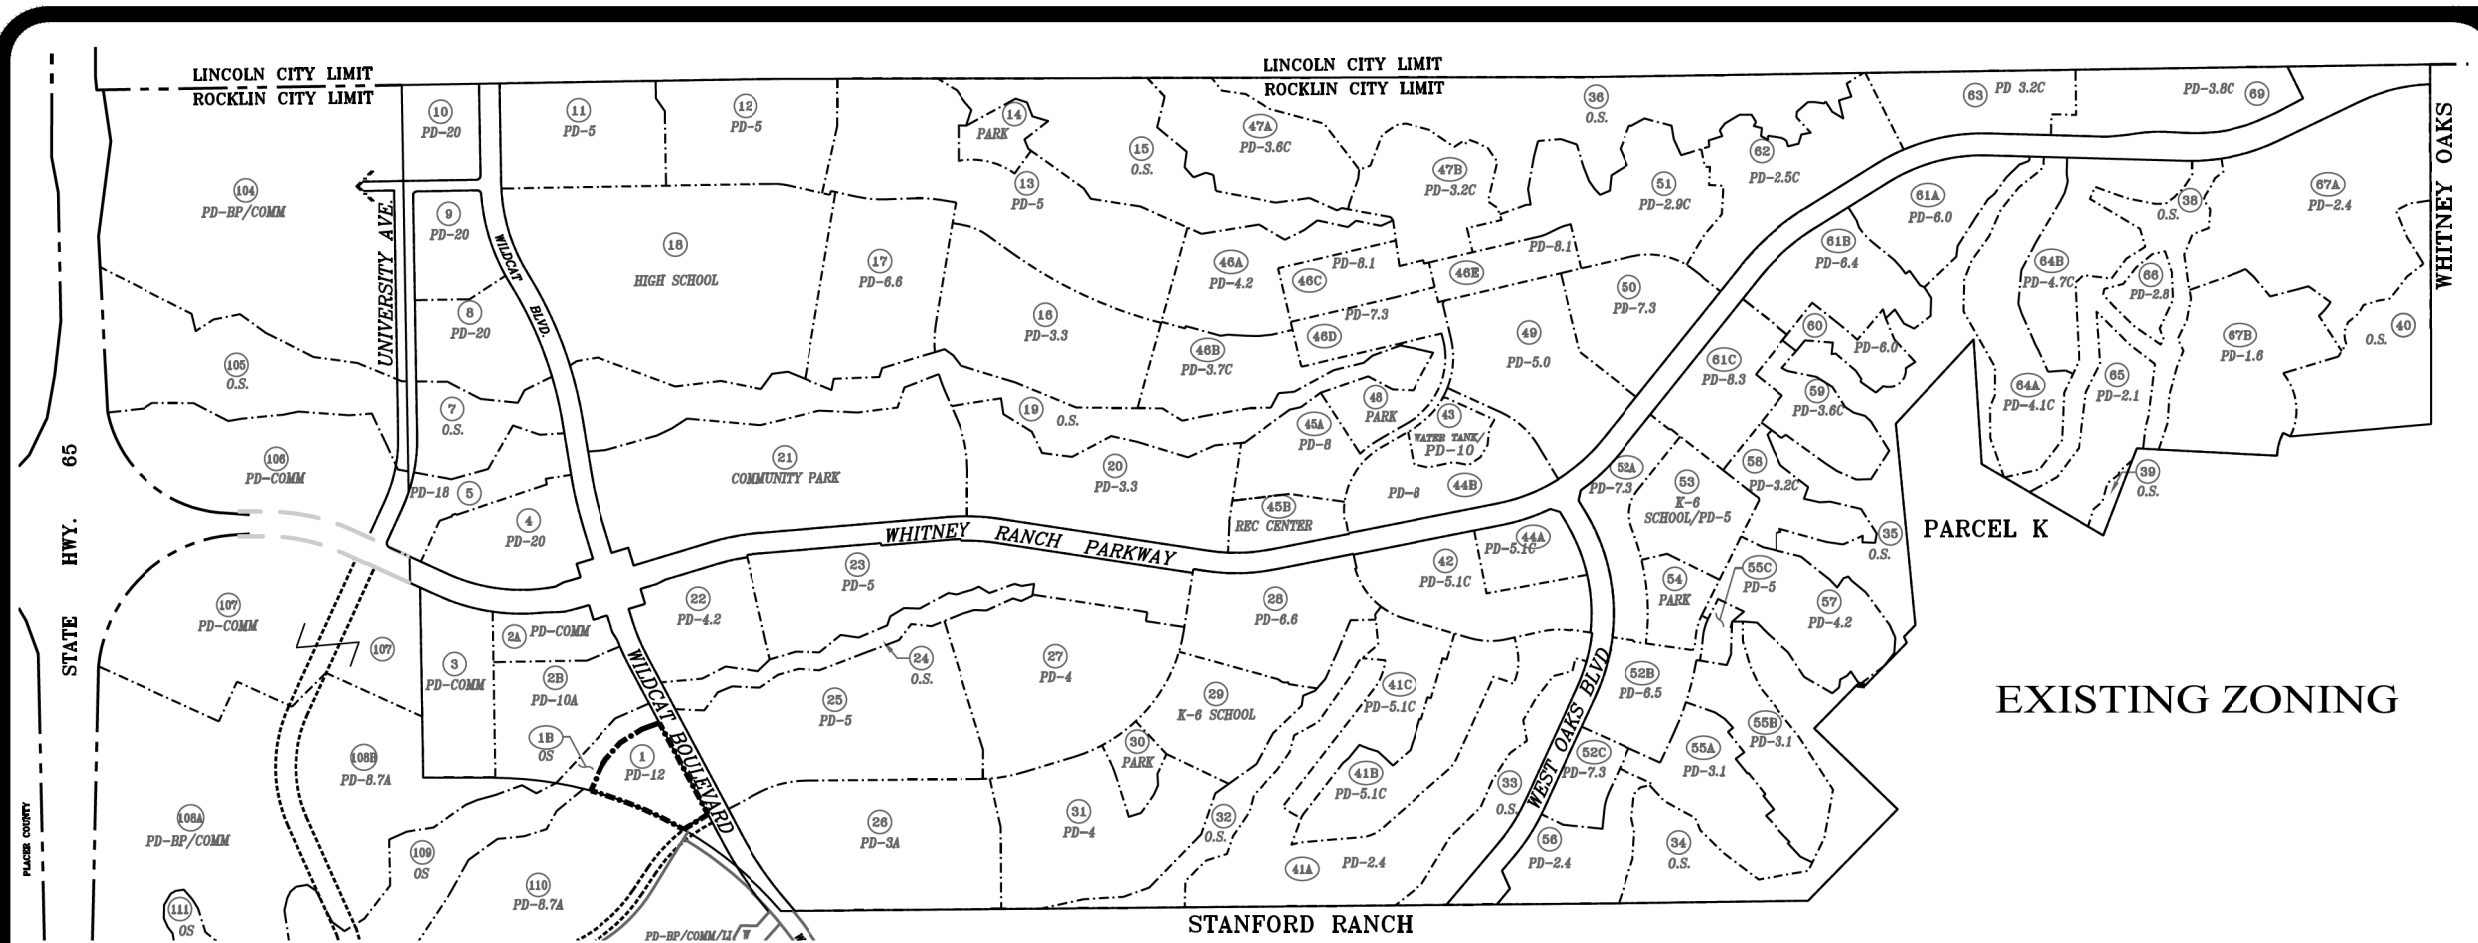 LINCOLN CITY LIMIT
ROCKLIN CITY LIMIT
LINCOLN CITY LIMIT
ROCKLIN CITY LIMIT
10
PD-20
11
PD-5
12
PD-5
14
PARK
15
O.S.
47A
PD-3.6C
36
O.S.
47B
PD-3.2C
51
PD-2.9C
62
PD-2.5C
63
PD 3.2C
PD-3.8C
69
WHITNEY OAKS
104
PD-BP/COMM
UNIVERSITY AVE.
9
PD-20
WILDCAT
BLVD.
8
PD-20
18
HIGH SCHOOL
17
PD-6.6
13
PD-5
16
PD-3.3
46A
PD-4.2
46C
PD-8.1
46E
PD-8.1
46D
PD-7.3
46B
PD-3.7C
50
PD-7.3
49
PD-5.0
61A
PD-6.0
61B
PD-6.4
61C
PD-8.3
60
PD-6.0
59
PD-3.6C
64B
PD-4.7C
66
PD-2.8
38
O.S.
67A
PD-2.4
67B
PD-1.6
40
O.S.
64A
PD-4.1C
65
PD-2.1
39
O.S.
105
O.S.
7
O.S.
106
PD-COMM
PD-18
5
4
PD-20
21
COMMUNITY PARK
19
O.S.
20
PD-3.3
45A
PD-8
48
PARK
43
WATER TANK/
PD-10
PD-8
44B
45B
REC CENTER
52A
PD-7.3
53
K-6
SCHOOL/PD-5
58
PD-3.2C
35
O.S.
PARCEL K
STATE HWY. 65
WHITNEY RANCH PARKWAY
107
PD-COMM
107
3
PD-COMM
2A
PD-COMM
2B
PD-10A
1B
OS
1
PD-12
WILDCAT BOULEVARD
22
PD-4.2
23
PD-5
24
O.S.
25
PD-5
26
PD-3A
27
PD-4
28
PD-6.6
29
K-6 SCHOOL
30
PARK
31
PD-4
32
O.S.
42
PD-5.1C
44A
PD-5.1C
41C
PD-5.1C
41B
PD-5.1C
41A
PD-2.4
33
O.S.
WEST OAKS BLVD
54
PARK
55C
PD-5
57
PD-4.2
52B
PD-6.5
52C
PD-7.3
55A
PD-3.1
55B
PD-3.1
56
PD-2.4
34
O.S.
EXISTING ZONING
108B
PD-8.7A
108A
PD-BP/COMM
109
OS
110
PD-8.7A
111
OS
PLACER COUNTY
PD-BP/COMM/LI
W
W
STANFORD RANCH